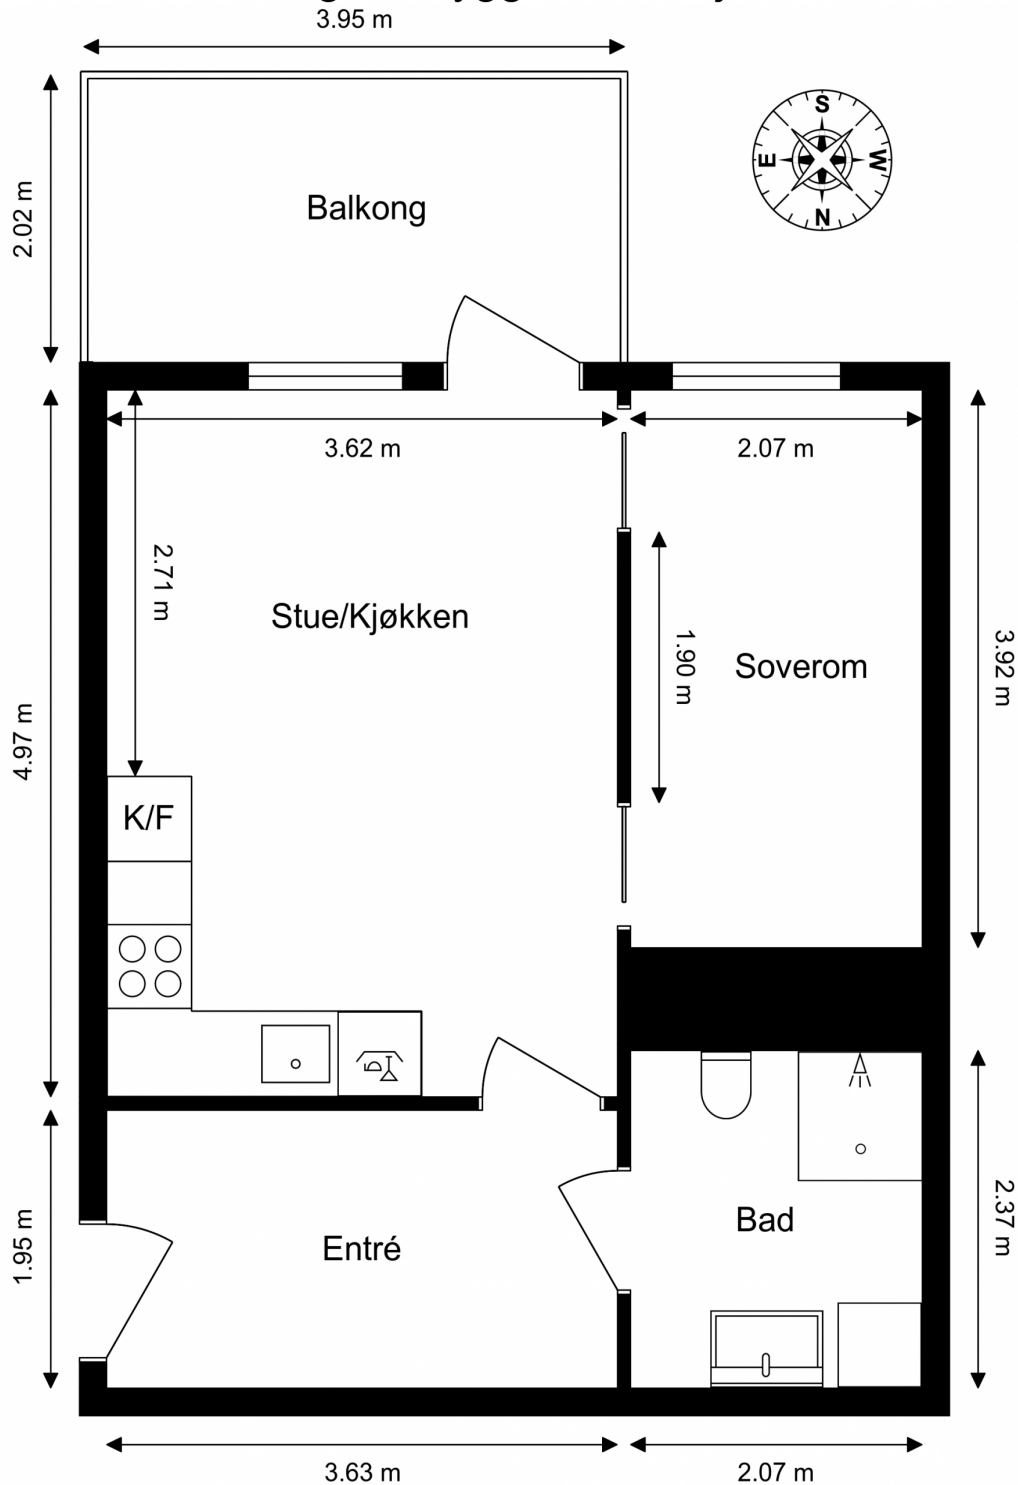 3.95 m
S
E
W
N
2.02 m
Balkong
3.62 m
2.07 m
2.71 m
Stue/Kjøkken
1.90 m
Soverom
3.92 m
4.97 m
K/F
Bad
2.37 m
Entré
1.95 m
3.63 m
2.07 m